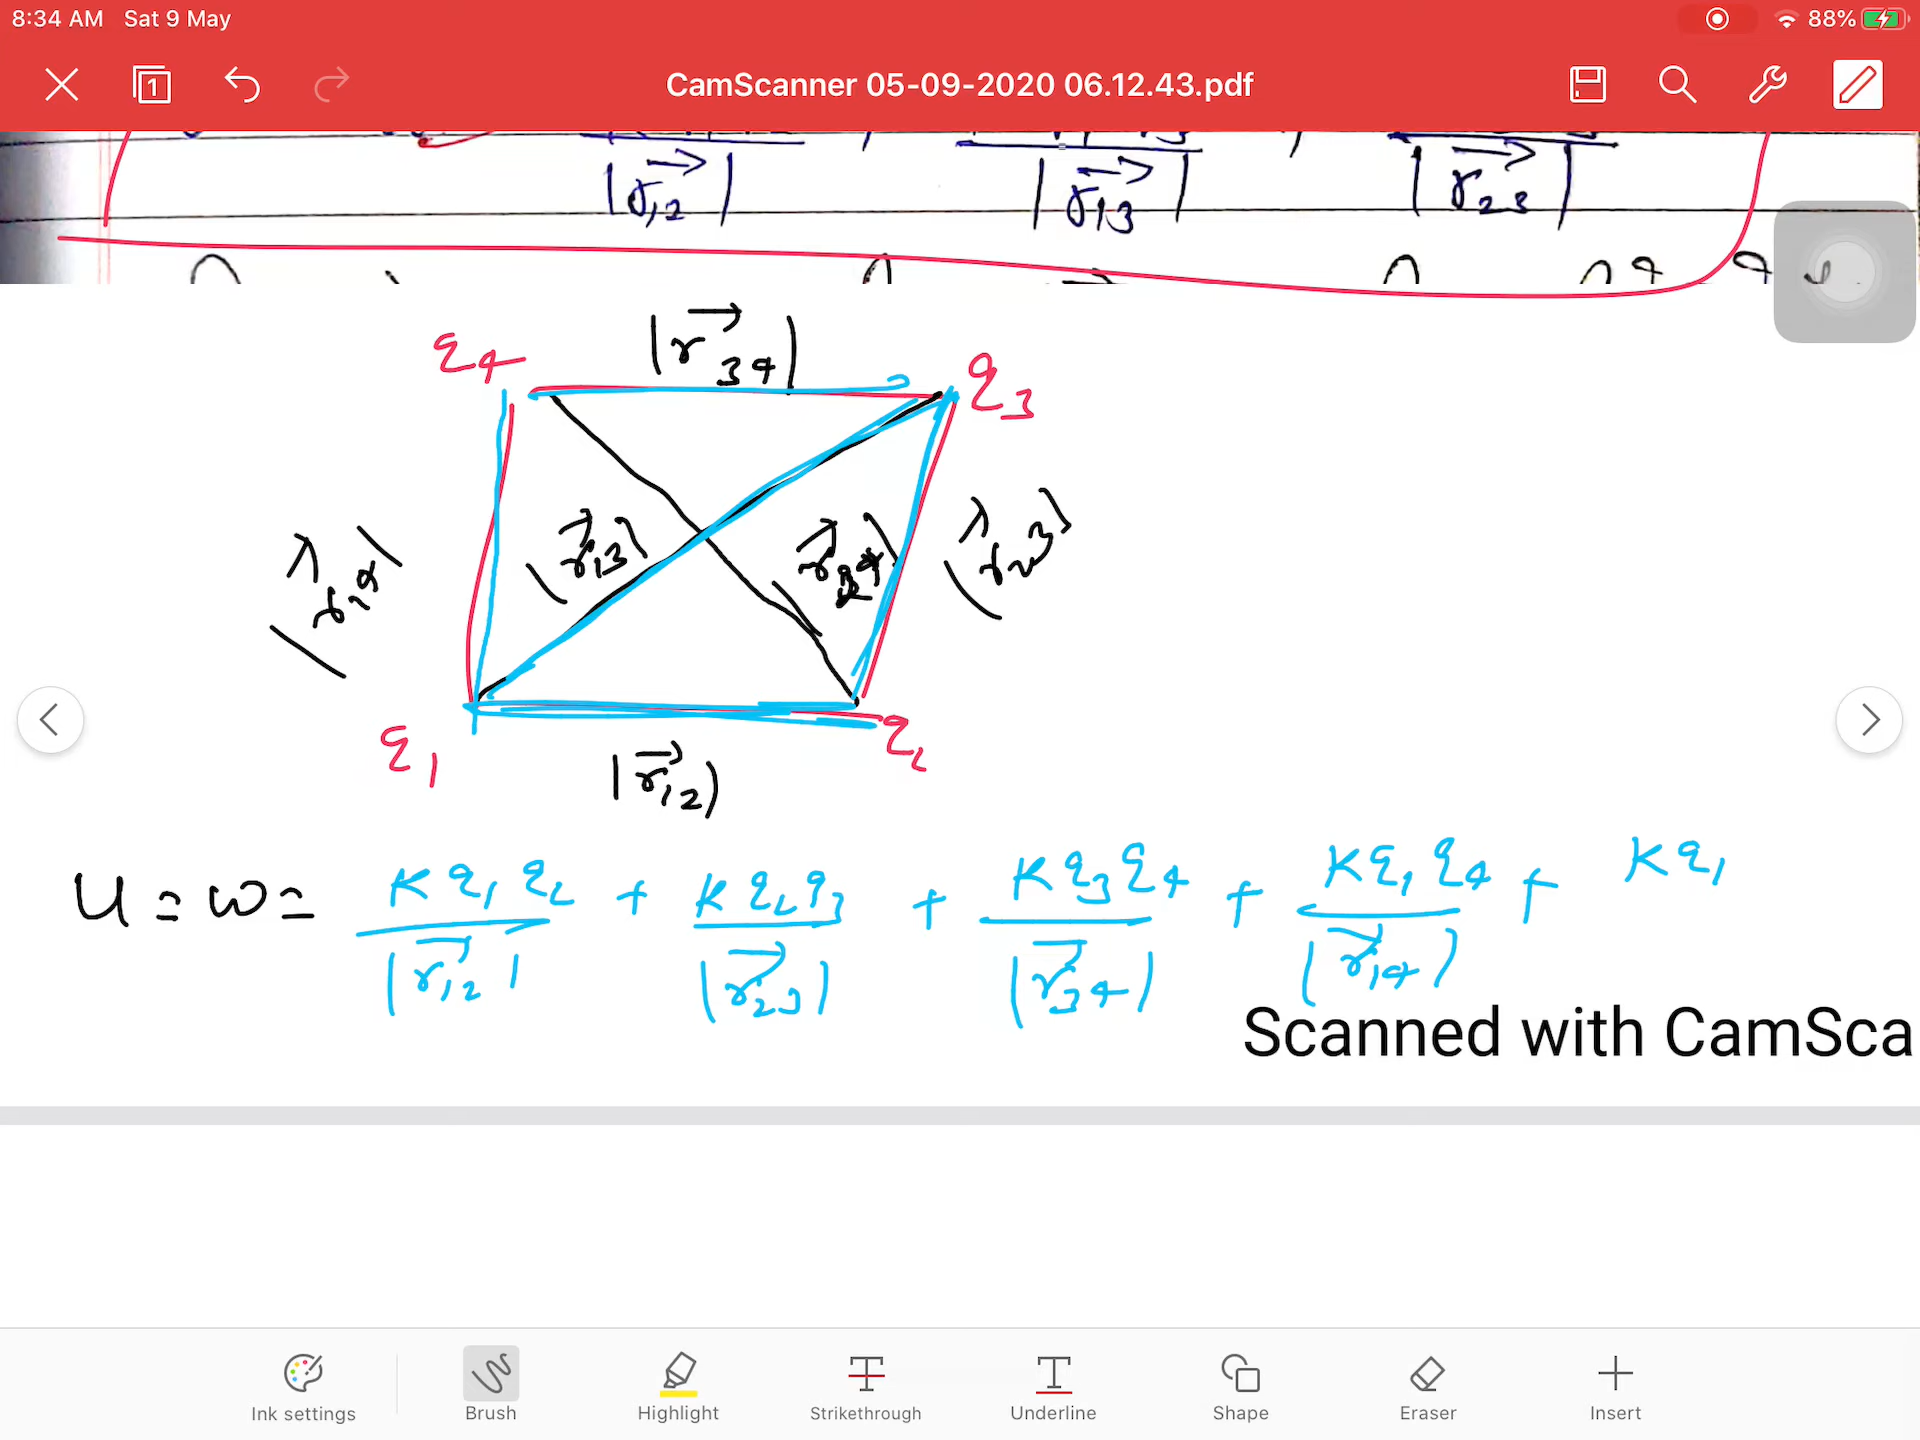 8:34 AM Sat 9 May 88%
1 CamScanner 05-09-2020 06.12.43.pdf
|r⃗12| |r⃗13| |r⃗23|
|r⃗34|
q4 q3
|r⃗14| |r⃗13| |r⃗24| |r⃗23|
q1 q2
|r⃗12|
U = W = Kq1q2/|r⃗12| + Kq2q3/|r⃗23| + Kq3q4/|r⃗34| + Kq1q4/|r⃗14| + Kq1
Scanned with CamSca
Ink settings Brush Highlight Strikethrough Underline Shape Eraser Insert